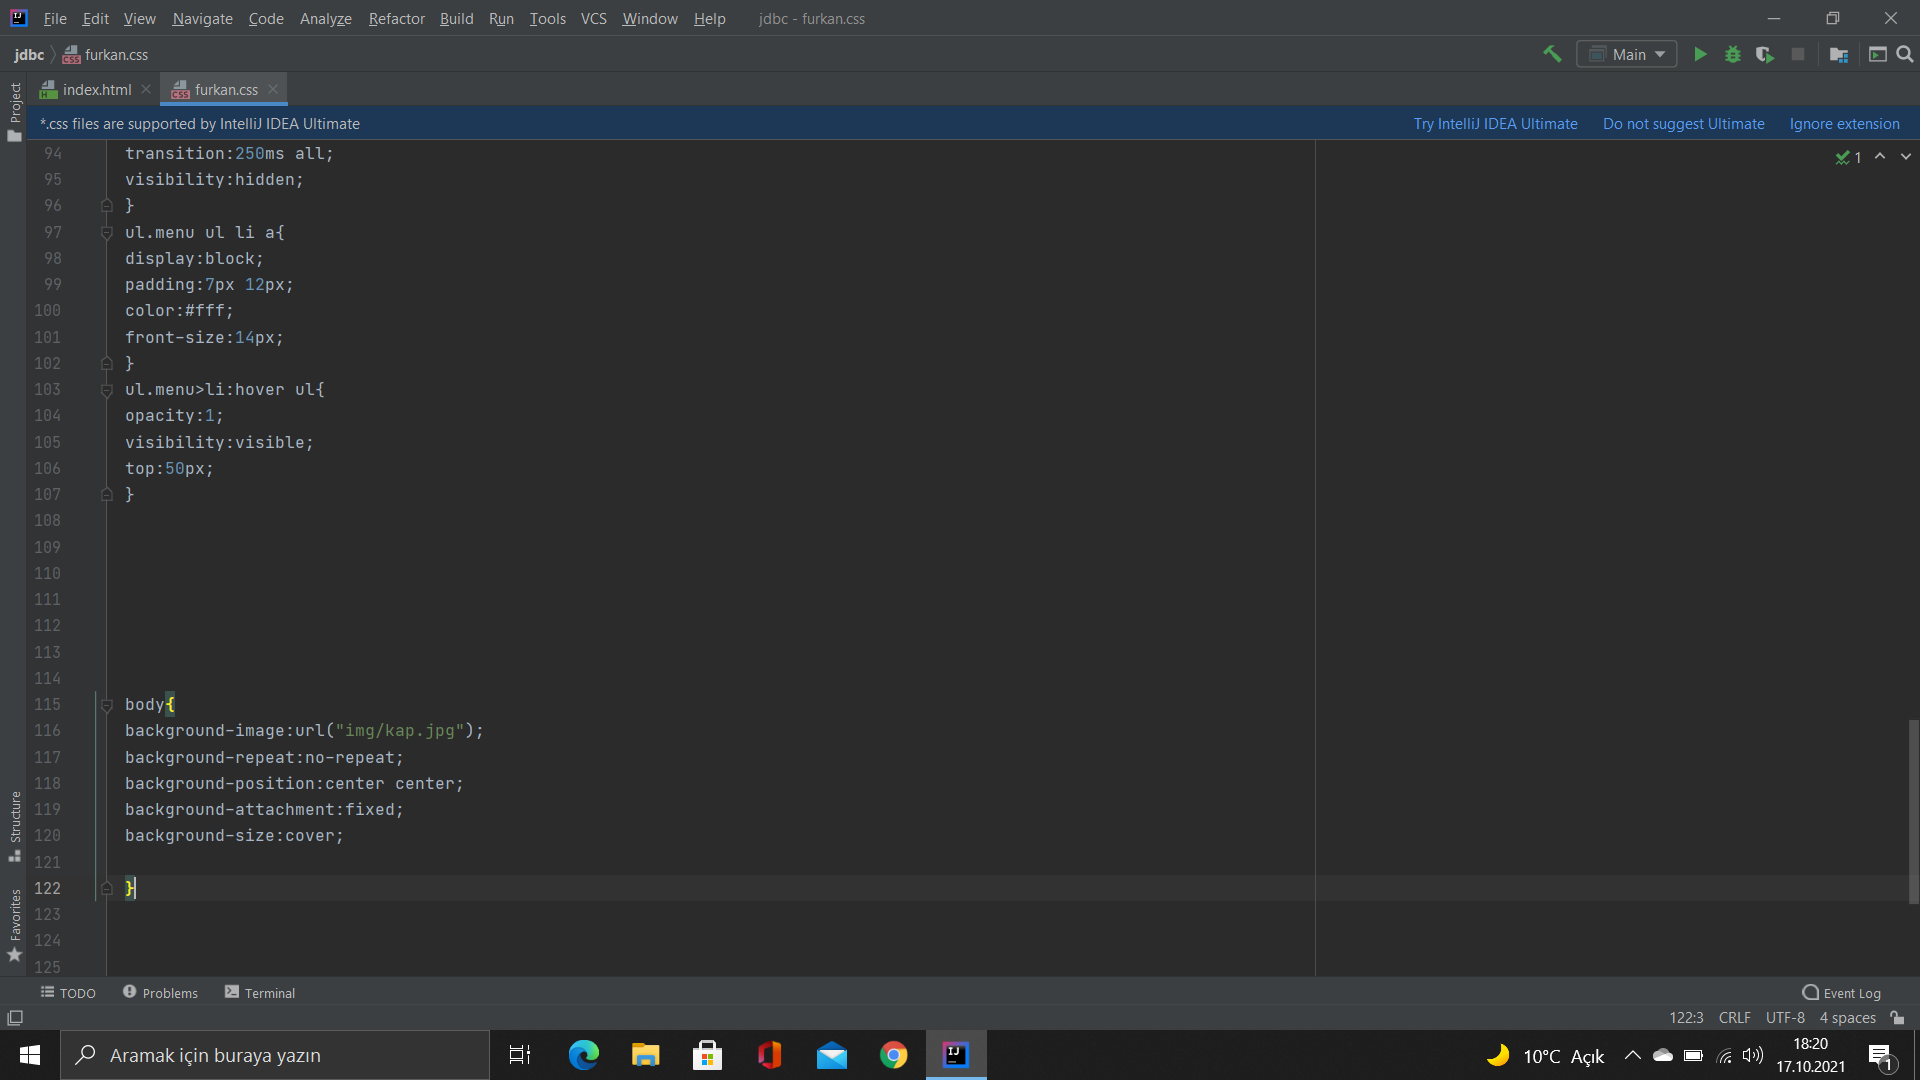 File Edit View Navigate Code Analyze Refactor Build Run Tools VCS Window Help jdbc - furkan.css
jdbc furkan.css Main
Project
index.html furkan.css
*.css files are supported by IntelliJ IDEA Ultimate Try IntelliJ IDEA Ultimate Do not suggest Ultimate Ignore extension
1
94 transition:250ms all;
95 visibility:hidden;
96 }
97 ul.menu ul li a{
98 display:block;
99 padding:7px 12px;
100 color:#fff;
101 front-size:14px;
102 }
103 ul.menu>li:hover ul{
104 opacity:1;
105 visibility:visible;
106 top:50px;
107 }
108
109
110
111
112
113
114
115 body{
116 background-image:url("img/kap.jpg");
117 background-repeat:no-repeat;
118 background-position:center center;
119 background-attachment:fixed;
120 background-size:cover;
121
122 }
123
124
125
Structure
Favorites
TODO Problems Terminal Event Log
122:3 CRLF UTF-8 4 spaces
Aramak için buraya yazın 10°C Açık 18:20
17.10.2021 1